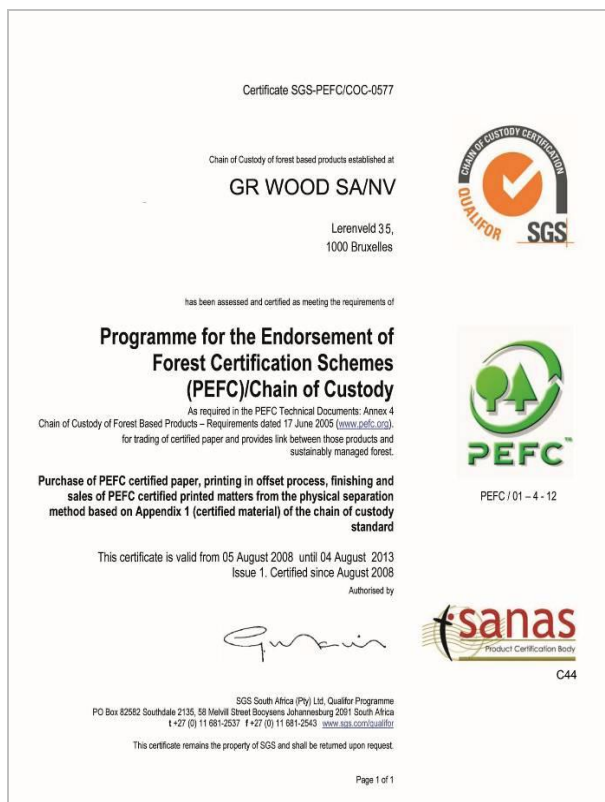 Certificate SGS-PEFC/COC-0577
Chain of Custody of forest based products established at
GR WOOD SA/NV
Lerenveld 35,
1000 Bruxelles
CHAIN OF CUSTODY CERTIFICATION
QUALIFOR
SGS
has been assessed and certified as meeting the requirements of
Programme for the Endorsement of
Forest Certification Schemes
(PEFC)/Chain of Custody
As required in the PEFC Technical Documents: Annex 4
Chain of Custody of Forest Based Products – Requirements dated 17 June 2005 (www.pefc.org),
for trading of certified paper and provides link between those products and
sustainably managed forest.
PEFC™
PEFC / 01 – 4 - 12
Purchase of PEFC certified paper, printing in offset process, finishing and
sales of PEFC certified printed matters from the physical separation
method based on Appendix 1 (certified material) of the chain of custody
standard
This certificate is valid from 05 August 2008 until 04 August 2013
Issue 1. Certified since August 2008
Authorised by
sanas
Product Certification Body
C44
SGS South Africa (Pty) Ltd, Qualifor Programme
PO Box 82582 Southdale 2135, 58 Melvill Street Booysens Johannesburg 2091 South Africa
t +27 (0) 11 681-2537 f +27 (0) 11 681-2543 www.sgs.com/qualifor
This certificate remains the property of SGS and shall be returned upon request.
Page 1 of 1